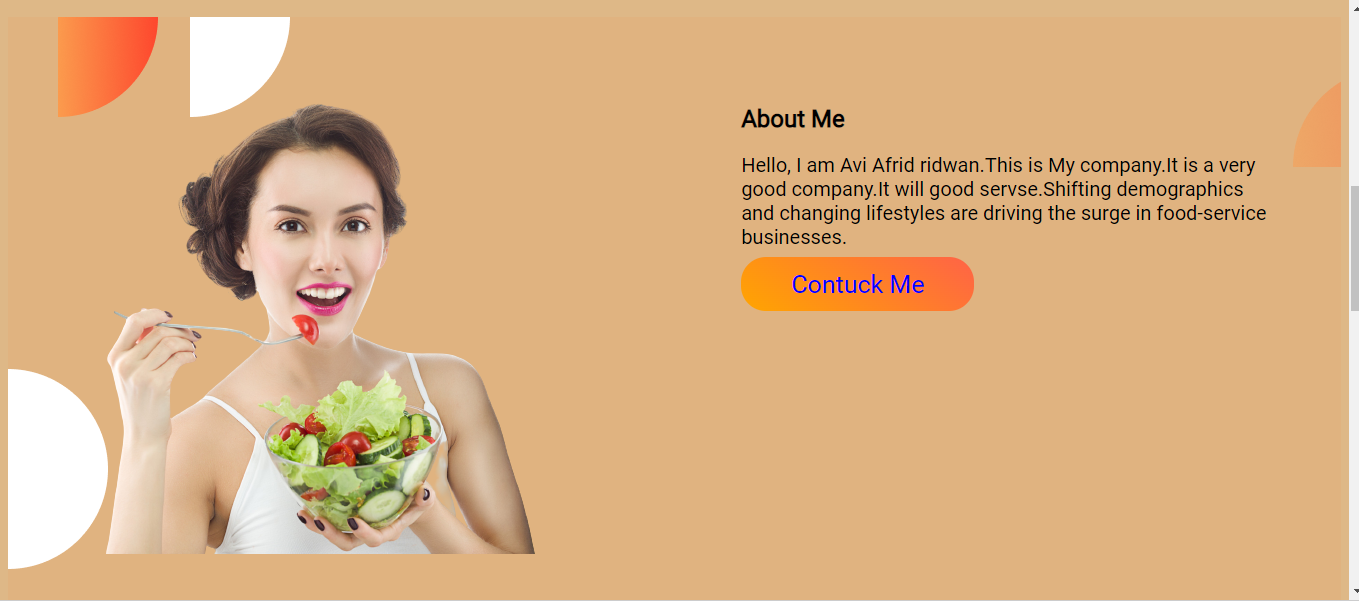 About Me
Hello, I am Avi Afrid ridwan.This is My company.It is a very
good company.It will good servse.Shifting demographics
and changing lifestyles are driving the surge in food-service
businesses.
Contuck Me